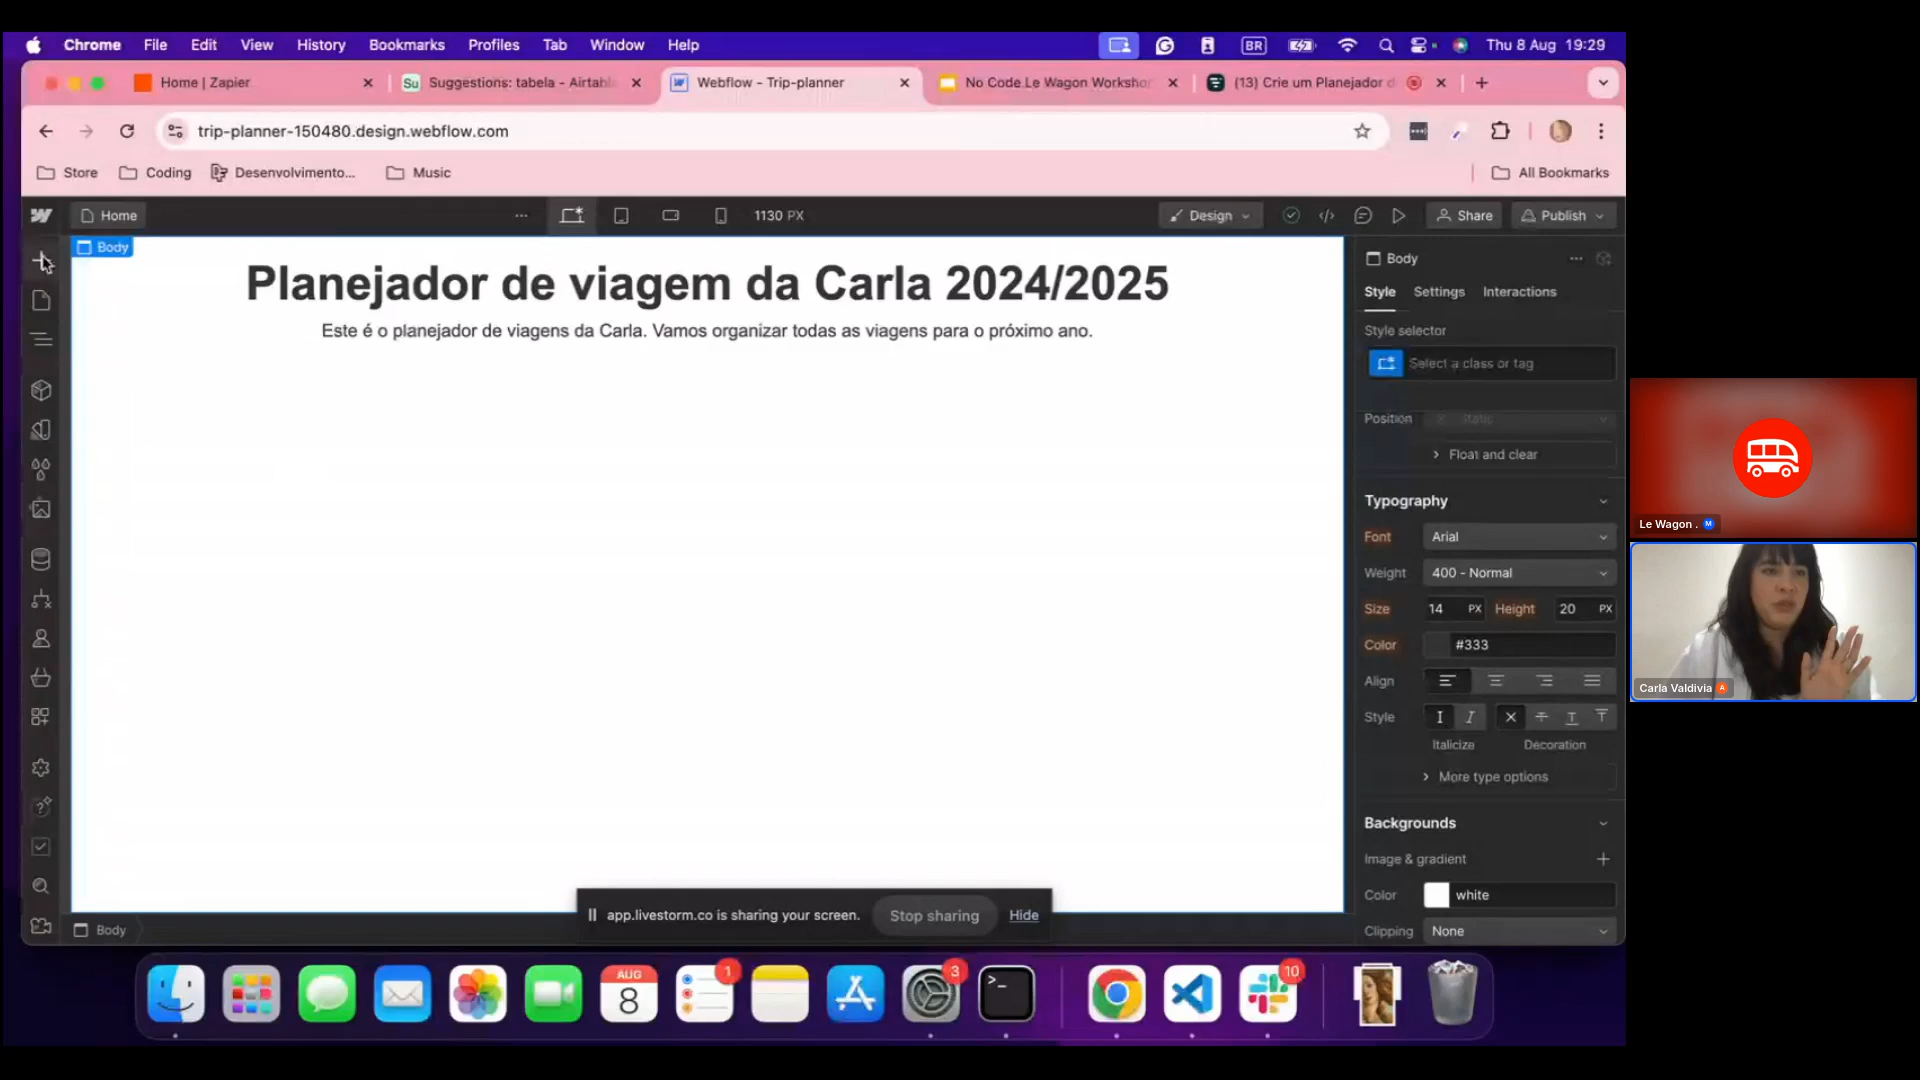 Chrome File Edit View History Bookmarks Profiles Tab Window Help BR Thu 8 Aug 19:29
Home | Zapier
Su Suggestions: tabela - Airtabl
Webflow - Trip-planner
No Code.Le Wagon Worksho
(13) Crie um Planejador d
trip-planner-150480.design.webflow.com
Store Coding Desenvolvimento... Music All Bookmarks
Home 1130 PX Design Share Publish
Body
Planejador de viagem da Carla 2024/2025
Este é o planejador de viagens da Carla. Vamos organizar todas as viagens para o próximo ano.
Body
Style Settings Interactions
Style selector
Select a class or tag
Position Static
Float and clear
Typography
Font Arial
Weight 400 - Normal
Size 14 PX Height 20 PX
Color #333
Align
Style
Italicize Decoration
More type options
Backgrounds
Image & gradient
Color white
Clipping None
app.livestorm.co is sharing your screen. Stop sharing Hide
Body
AUG
8
1
3
10
Le Wagon . M
Carla Valdivia A